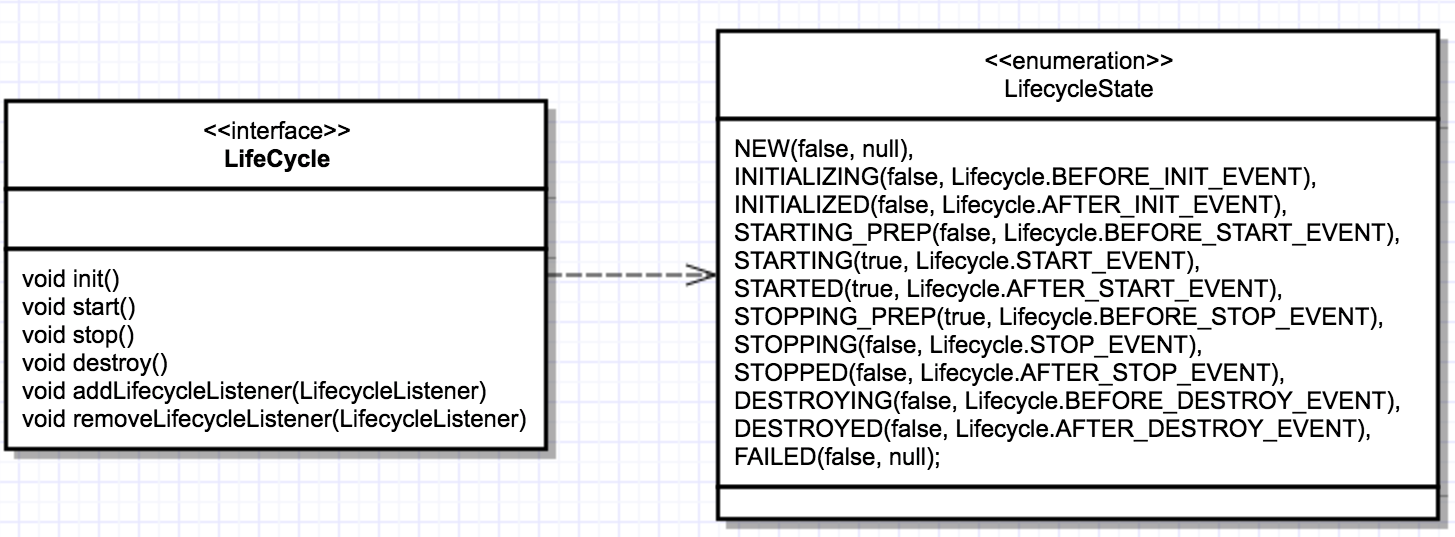 <<interface>>
LifeCycle
void init()
void start()
void stop()
void destroy()
void addLifecycleListener(LifecycleListener)
void removeLifecycleListener(LifecycleListener)
<<enumeration>>
LifecycleState
NEW(false, null),
INITIALIZING(false, Lifecycle.BEFORE_INIT_EVENT),
INITIALIZED(false, Lifecycle.AFTER_INIT_EVENT),
STARTING_PREP(false, Lifecycle.BEFORE_START_EVENT),
STARTING(true, Lifecycle.START_EVENT),
STARTED(true, Lifecycle.AFTER_START_EVENT),
STOPPING_PREP(true, Lifecycle.BEFORE_STOP_EVENT),
STOPPING(false, Lifecycle.STOP_EVENT),
STOPPED(false, Lifecycle.AFTER_STOP_EVENT),
DESTROYING(false, Lifecycle.BEFORE_DESTROY_EVENT),
DESTROYED(false, Lifecycle.AFTER_DESTROY_EVENT),
FAILED(false, null);